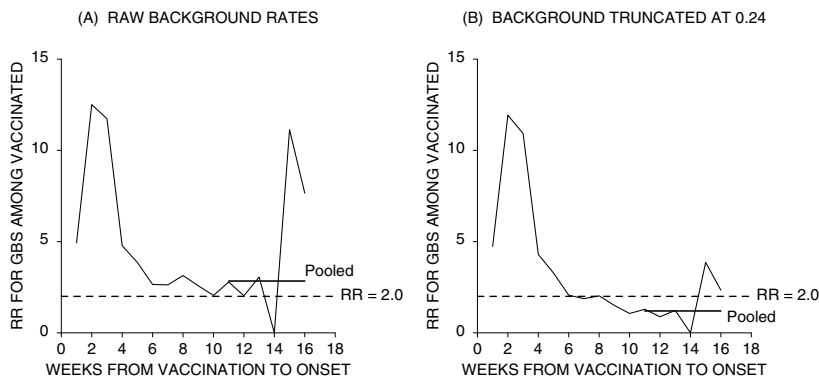 (A) RAW BACKGROUND RATES
RR FOR GBS AMONG VACCINATED
15
10
5
0
Pooled
RR = 2.0
0 2 4 6 8 10 12 14 16 18
WEEKS FROM VACCINATION TO ONSET
(B) BACKGROUND TRUNCATED AT 0.24
RR FOR GBS AMONG VACCINATED
15
10
5
0
RR = 2.0
Pooled
0 2 4 6 8 10 12 14 16 18
WEEKS FROM VACCINATION TO ONSET